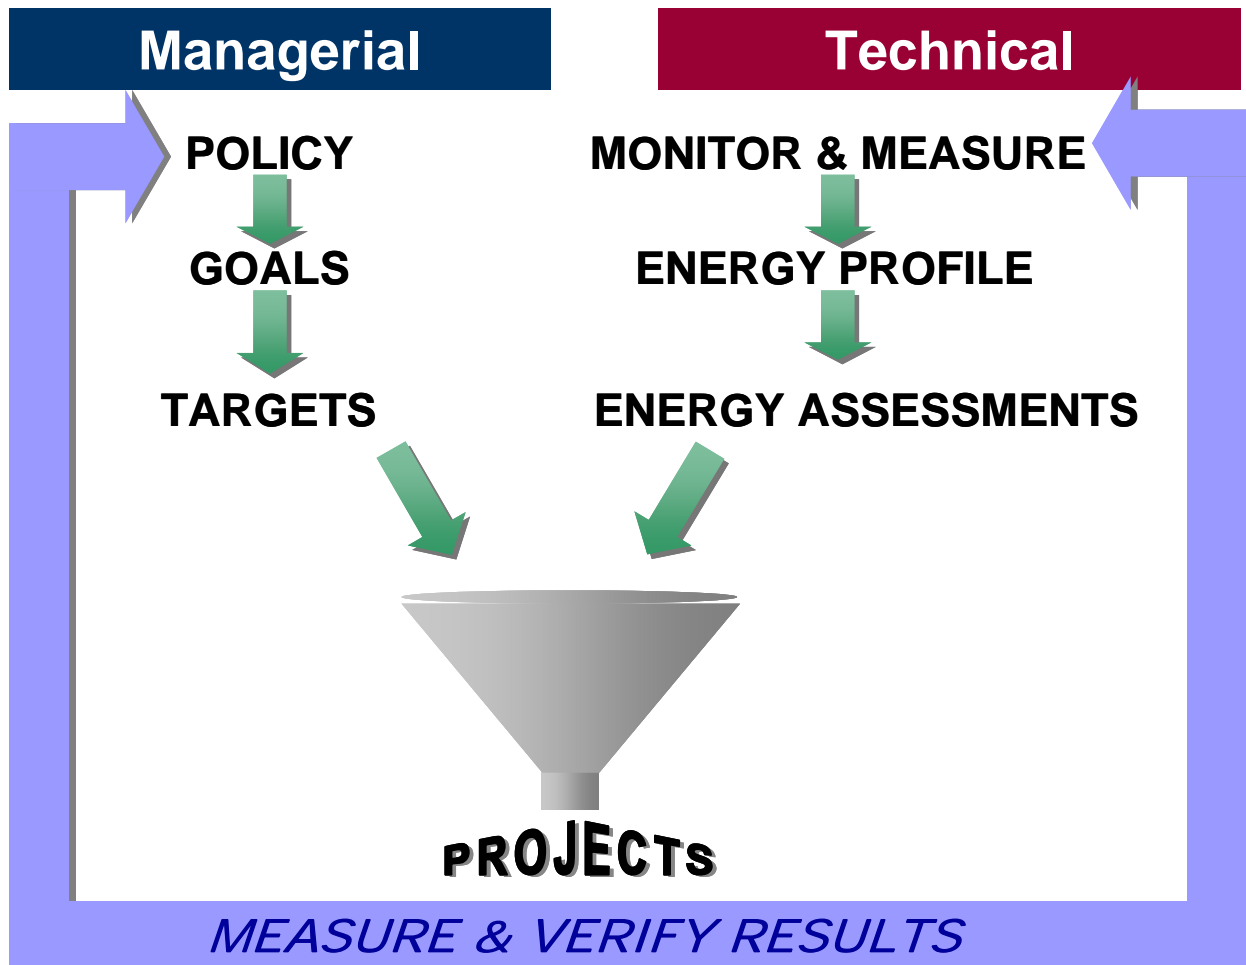 Managerial
Technical
POLICY
MONITOR & MEASURE
GOALS
ENERGY PROFILE
TARGETS
ENERGY ASSESSMENTS
PROJECTS
MEASURE & VERIFY RESULTS